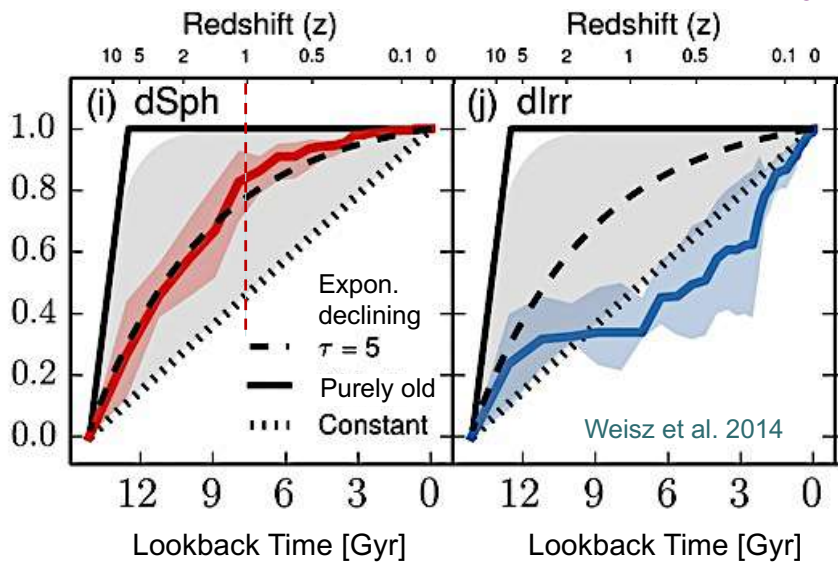 Redshift (z) Redshift (z)
10 5 2 1 0.5 0.1 0 10 5 2 1 0.5 0.1 0
(i) dSph (j) dIrr
1.0
0.8
0.6
0.4
0.2
0.0
Expon.
declining
τ = 5
Purely old
Constant
Weisz et al. 2014
12 9 6 3 0 12 9 6 3 0
Lookback Time [Gyr] Lookback Time [Gyr]